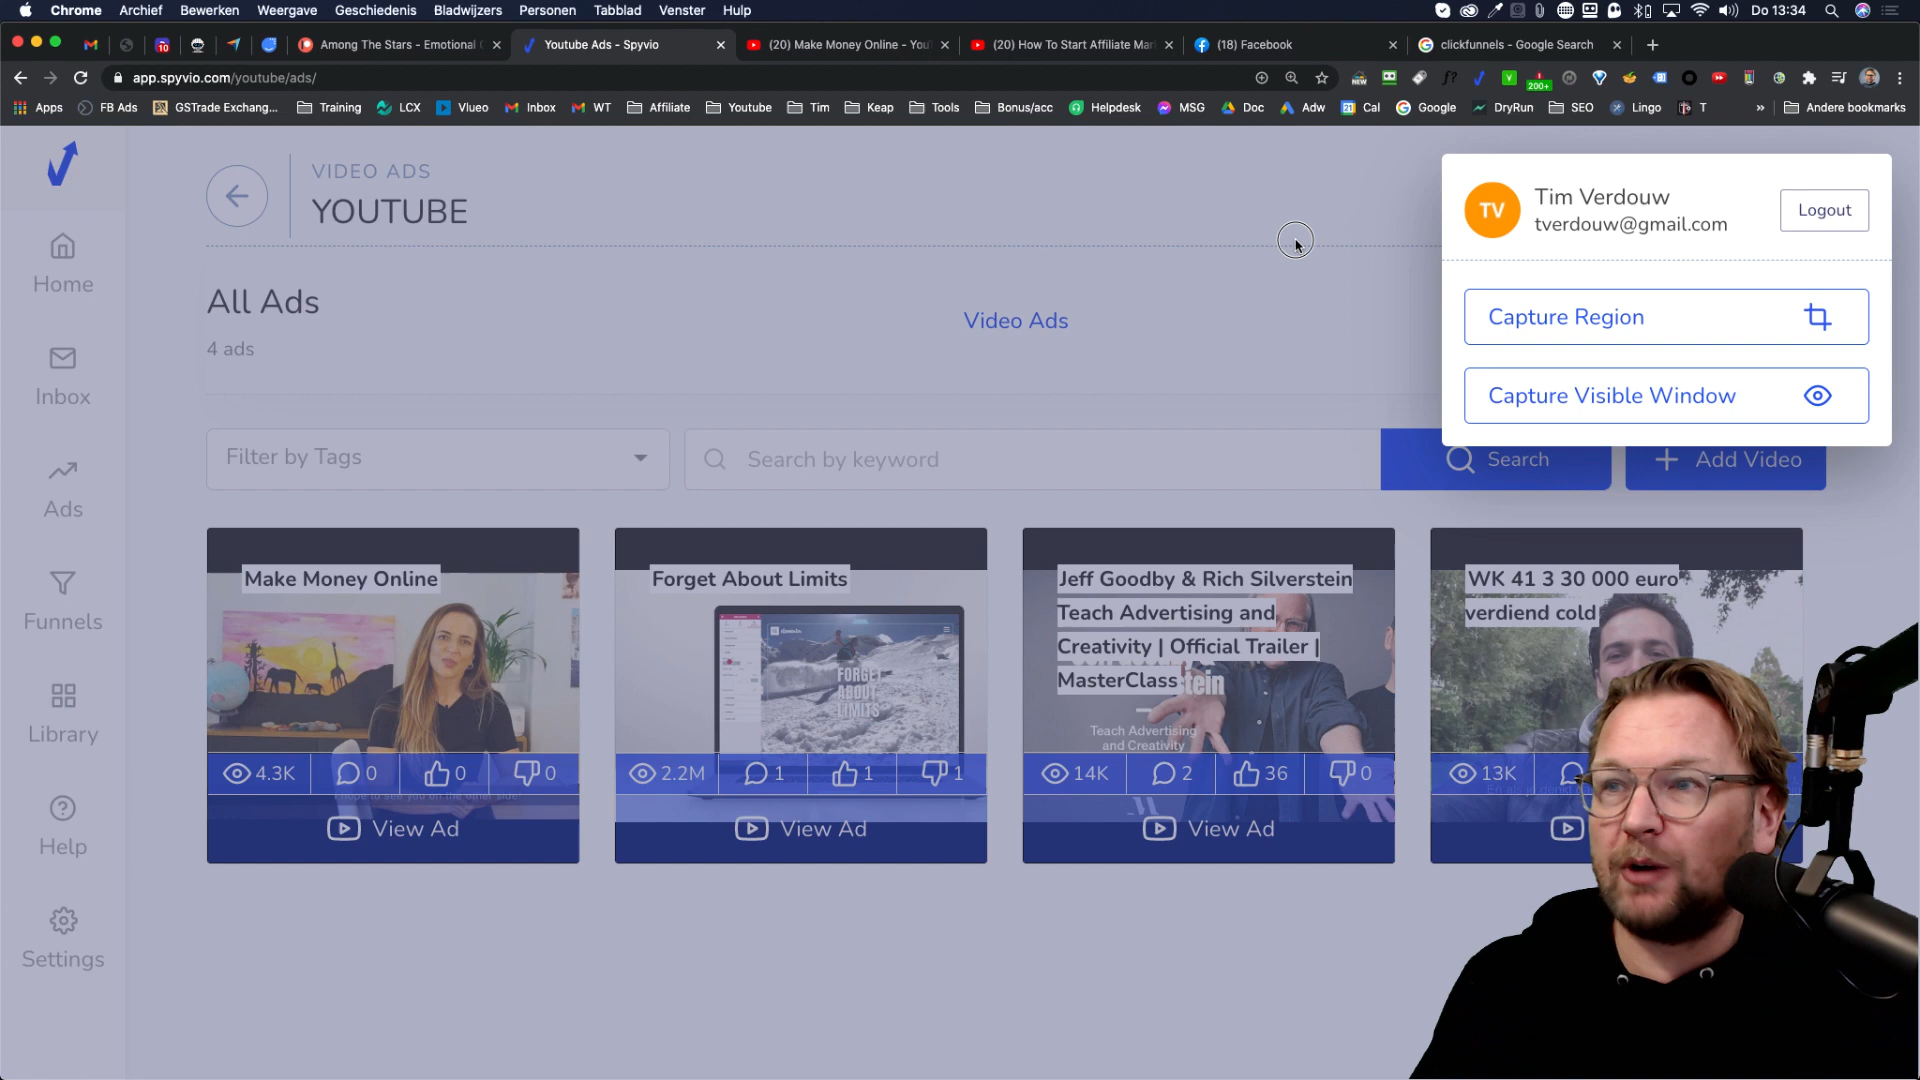 Chrome Archief Bewerken Weergave Geschiedenis Bladwijzers Personen Tabblad Venster Hulp Do 13:34
10 Among The Stars - Emotional Youtube Ads - Spyvio (20) Make Money Online - You (20) How To Start Affiliate Mar (18) Facebook clickfunnels - Google Search
app.spyvio.com/youtube/ads/
NEW f? 200+
Apps FB Ads GSTrade Exchang... Training LCX Vlueo Inbox WT Affiliate Youtube Tim Keap Tools Bonus/acc Helpdesk MSG Doc Adw Cal Google DryRun SEO Lingo T » Andere bookmarks
VIDEO ADS
YOUTUBE
TV
Tim Verdouw
tverdouw@gmail.com
Logout
Capture Region
Capture Visible Window
Home
Inbox
Ads
Funnels
Library
Help
Settings
All Ads
4 ads
Video Ads
Filter by Tags
Search by keyword
Search
Add Video
Make Money Online
4.3K 0 0 0
View Ad
Forget About Limits
FORGET
ABOUT
LIMITS
2.2M 1 1 1
View Ad
Jeff Goodby & Rich Silverstein
Teach Advertising and
Creativity | Official Trailer |
MasterClass
Teach Advertising
and Creativity
14K 2 36 0
View Ad
WK 41 3 30 000 euro
verdiend cold
13K